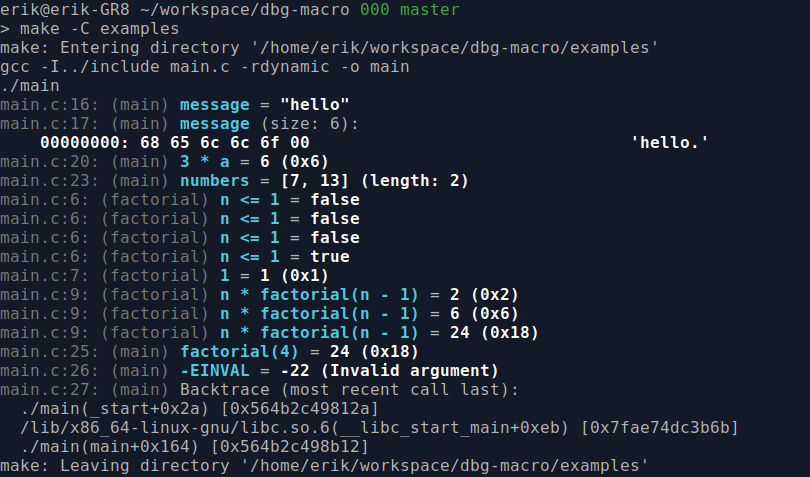 erik@erik-GR8 ~/workspace/dbg-macro 000 master
> make -C examples
make: Entering directory '/home/erik/workspace/dbg-macro/examples'
gcc -I../include main.c -rdynamic -o main
./main
main.c:16: (main) message = "hello"
main.c:17: (main) message (size: 6):
    00000000: 68 65 6c 6c 6f 00                                'hello.'
main.c:20: (main) 3 * a = 6 (0x6)
main.c:23: (main) numbers = [7, 13] (length: 2)
main.c:6: (factorial) n <= 1 = false
main.c:6: (factorial) n <= 1 = false
main.c:6: (factorial) n <= 1 = false
main.c:6: (factorial) n <= 1 = true
main.c:7: (factorial) 1 = 1 (0x1)
main.c:9: (factorial) n * factorial(n - 1) = 2 (0x2)
main.c:9: (factorial) n * factorial(n - 1) = 6 (0x6)
main.c:9: (factorial) n * factorial(n - 1) = 24 (0x18)
main.c:25: (main) factorial(4) = 24 (0x18)
main.c:26: (main) -EINVAL = -22 (Invalid argument)
main.c:27: (main) Backtrace (most recent call last):
  ./main(_start+0x2a) [0x564b2c49812a]
  /lib/x86_64-linux-gnu/libc.so.6(__libc_start_main+0xeb) [0x7fae74dc3b6b]
  ./main(main+0x164) [0x564b2c498b12]
make: Leaving directory '/home/erik/workspace/dbg-macro/examples'